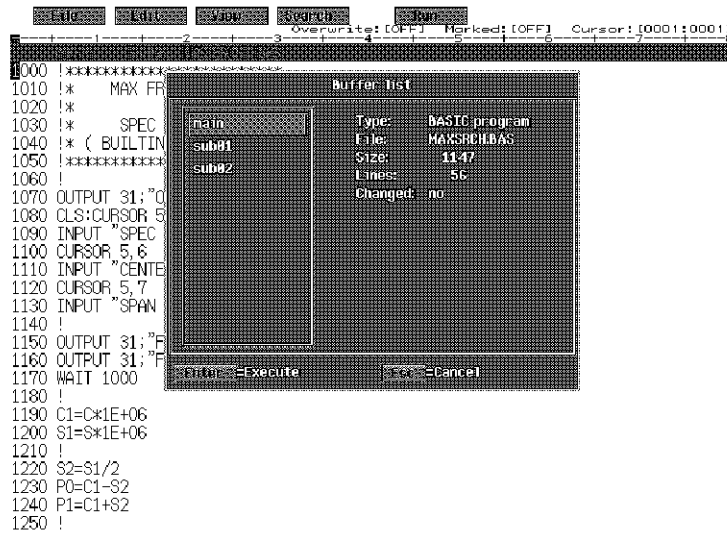 File Edit View Search Run
Overwrite:[OFF] Marked:[OFF] Cursor:[0001:0001]
1000 !************************
1010 !* MAX FR
1020 !*
1030 !* SPEC
1040 !* ( BUILTIN
1050 !***********
1060 !
1070 OUTPUT 31;"O
1080 CLS:CURSOR 5
1090 INPUT "SPEC
1100 CURSOR 5,6
1110 INPUT "CENTE
1120 CURSOR 5,7
1130 INPUT "SPAN
1140 !
1150 OUTPUT 31;"F
1160 OUTPUT 31;"F
1170 WAIT 1000
1180 !
1190 C1=C*1E+06
1200 S1=S*1E+06
1210 !
1220 S2=S1/2
1230 P0=C1-S2
1240 P1=C1+S2
1250 !
Buffer list
main
sub01
sub02
Type: BASIC program
File: MAXSRCH.BAS
Size: 1147
Lines: 56
Changed: no
Enter=Execute Esc=Cancel